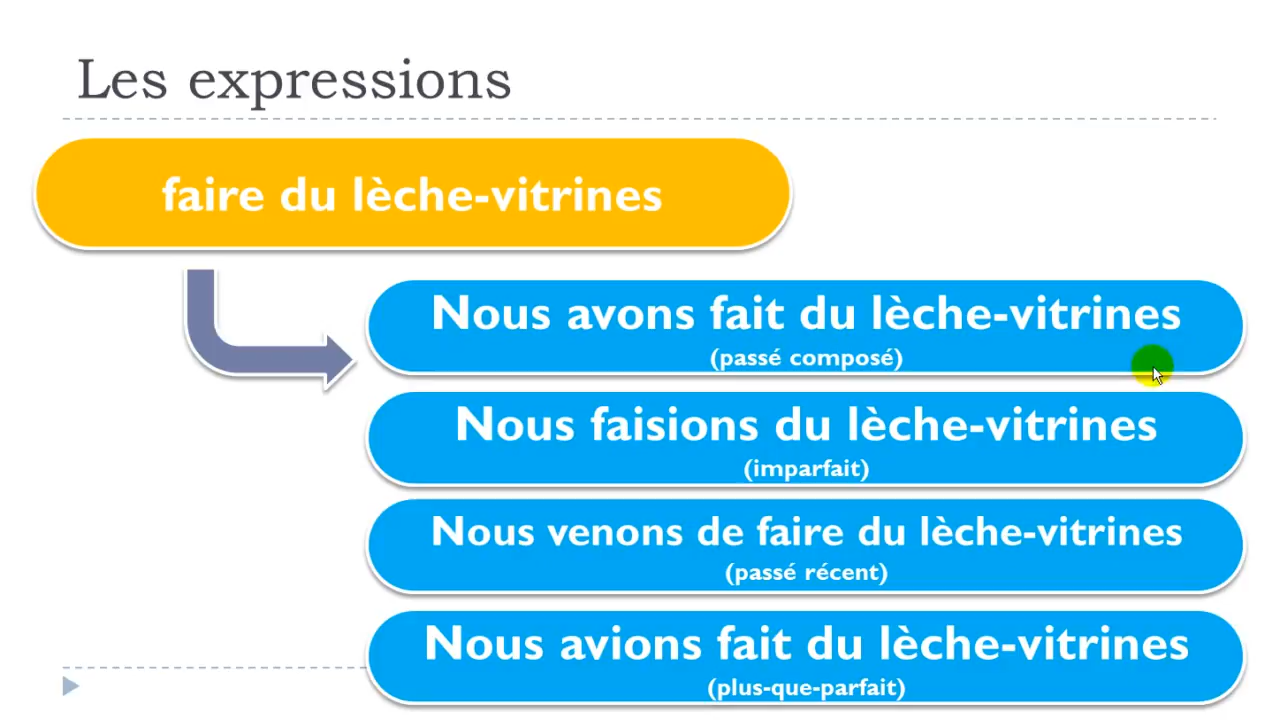 Les expressions
faire du lèche-vitrines
Nous avons fait du lèche-vitrines
(passé composé)
Nous faisions du lèche-vitrines
(imparfait)
Nous venons de faire du lèche-vitrines
(passé récent)
Nous avions fait du lèche-vitrines
(plus-que-parfait)